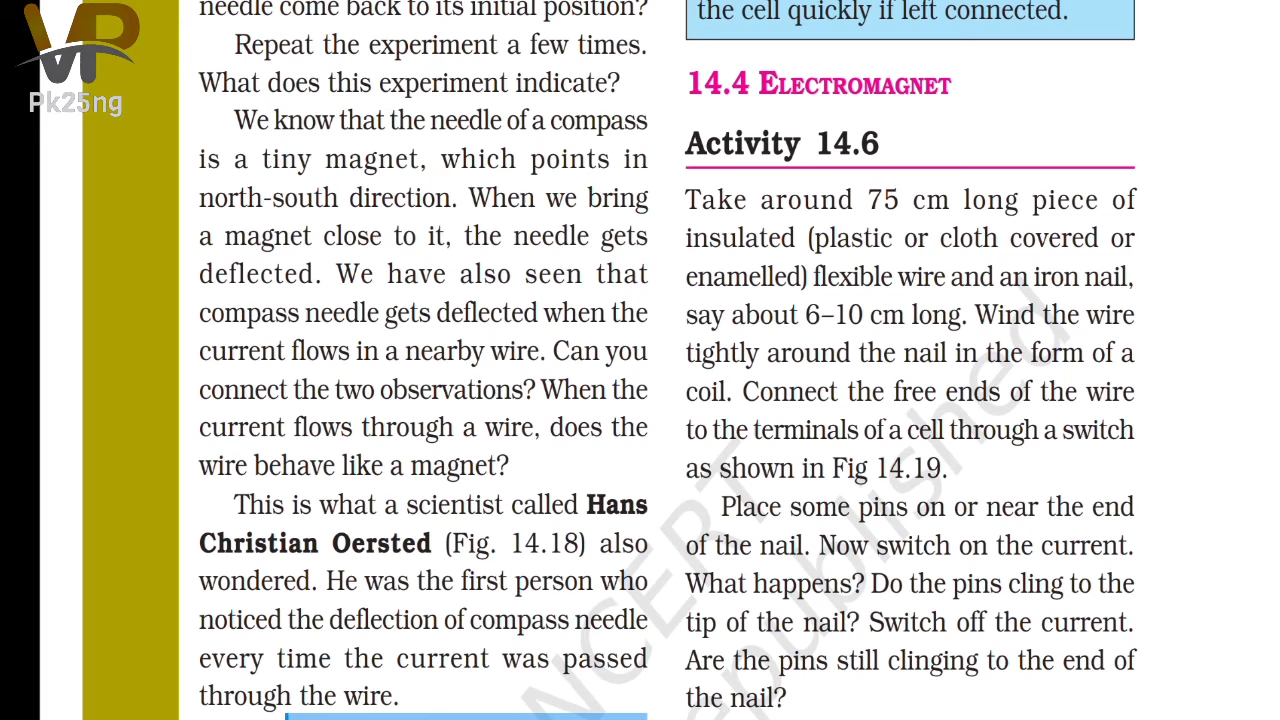 VP
Pk25ng
needle come back to its initial position?
Repeat the experiment a few times.
What does this experiment indicate?
We know that the needle of a compass
is a tiny magnet, which points in
north-south direction. When we bring
a magnet close to it, the needle gets
deflected. We have also seen that
compass needle gets deflected when the
current flows in a nearby wire. Can you
connect the two observations? When the
current flows through a wire, does the
wire behave like a magnet?
This is what a scientist called Hans
Christian Oersted (Fig. 14.18) also
wondered. He was the first person who
noticed the deflection of compass needle
every time the current was passed
through the wire.
the cell quickly if left connected.
14.4 ELECTROMAGNET
Activity 14.6
Take around 75 cm long piece of
insulated (plastic or cloth covered or
enamelled) flexible wire and an iron nail,
say about 6–10 cm long. Wind the wire
tightly around the nail in the form of a
coil. Connect the free ends of the wire
to the terminals of a cell through a switch
as shown in Fig 14.19.
Place some pins on or near the end
of the nail. Now switch on the current.
What happens? Do the pins cling to the
tip of the nail? Switch off the current.
Are the pins still clinging to the end of
the nail?
NCERT
republished